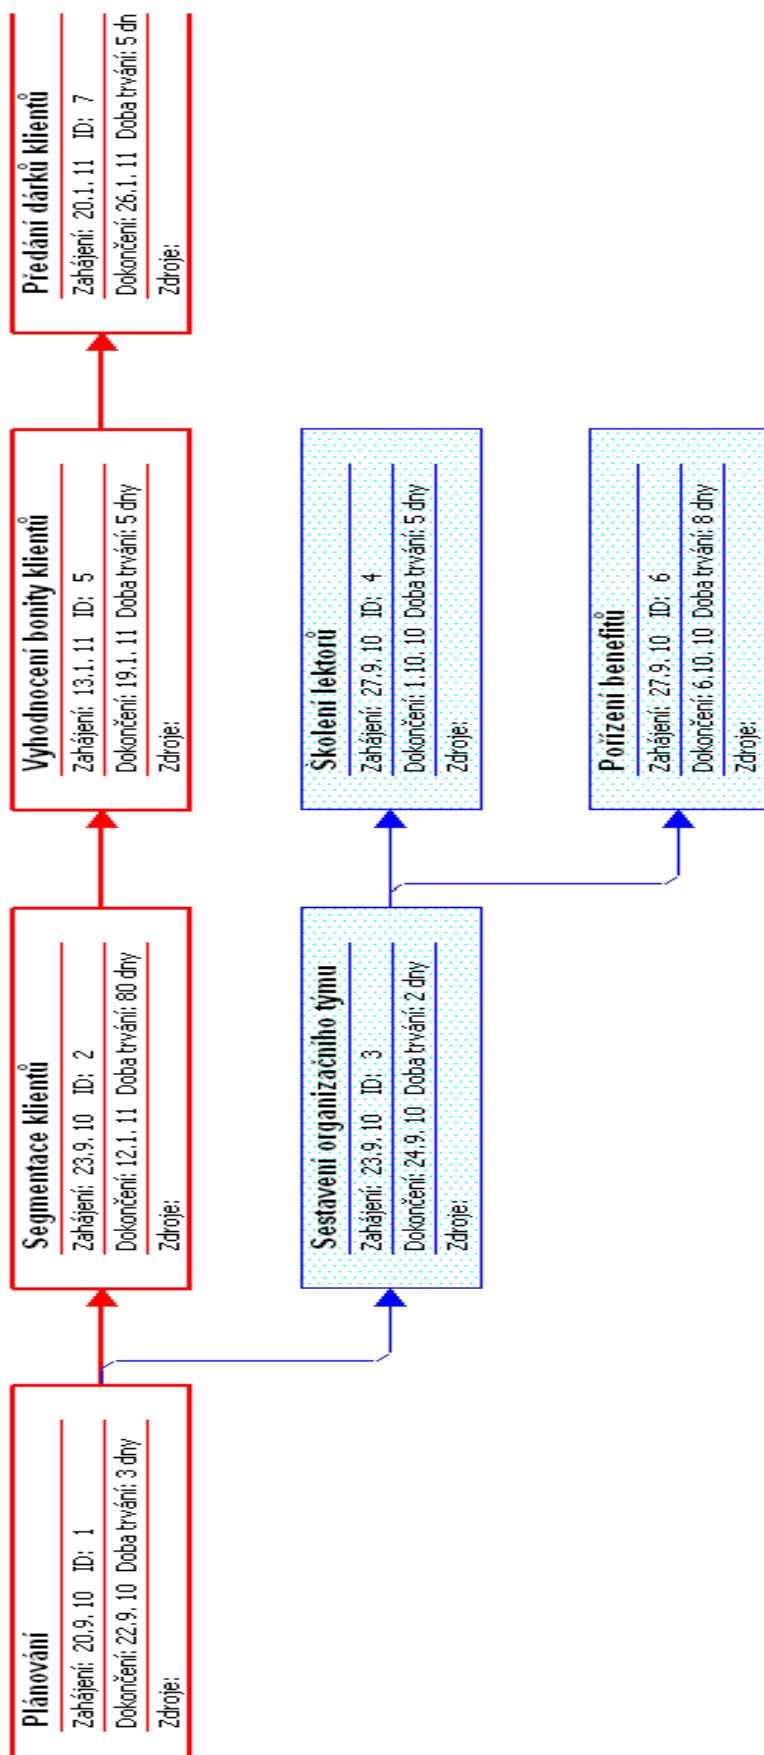 Plánování
Zahájení: 20.9.10 ID: 1
Dokončení: 22.9.10 Doba trvání: 3 dny
Zdroje:
Segmentace klientů
Zahájení: 23.9.10 ID: 2
Dokončení: 12.1.11 Doba trvání: 80 dny
Zdroje:
Vyhodnocení bonity klientů
Zahájení: 13.1.11 ID: 5
Dokončení: 19.1.11 Doba trvání: 5 dny
Zdroje:
Předání dárků klientů
Zahájení: 20.1.11 ID: 7
Dokončení: 26.1.11 Doba trvání: 5 dn
Zdroje:
Sestavení organizačního týmu
Zahájení: 23.9.10 ID: 3
Dokončení: 24.9.10 Doba trvání: 2 dny
Zdroje:
Školení lektorů
Zahájení: 27.9.10 ID: 4
Dokončení: 1.10.10 Doba trvání: 5 dny
Zdroje:
Pořízení benefitů
Zahájení: 27.9.10 ID: 6
Dokončení: 6.10.10 Doba trvání: 8 dny
Zdroje: